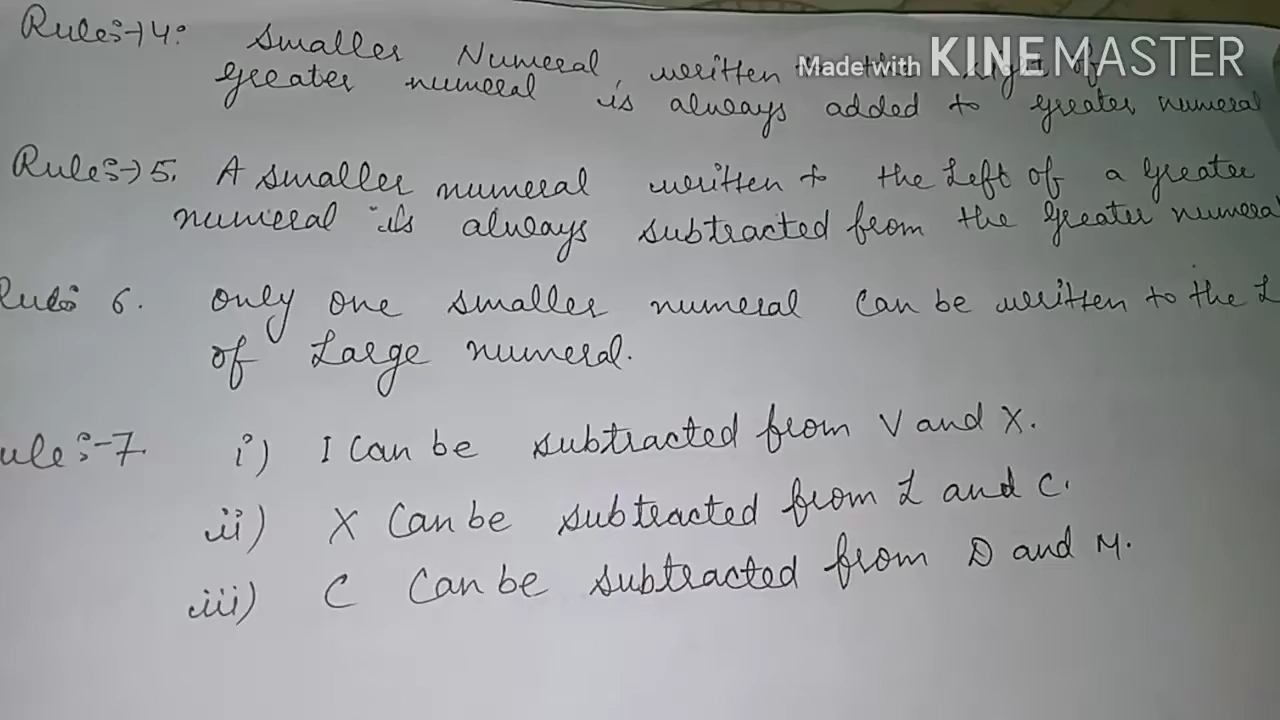 Rules→4:
Smaller Numeral, written
Made with KINEMASTER
greater numeral is always added to greater numeral
Rules→5. A smaller numeral written to the Left of a greater
numeral is always subtracted from the greater numeral
Rules 6. only one smaller numeral can be written to the L
of Large numeral.
ule:-7. i) I can be subtracted from V and X.
ii) X can be subtracted from L and C.
iii) C can be subtracted from D and M.